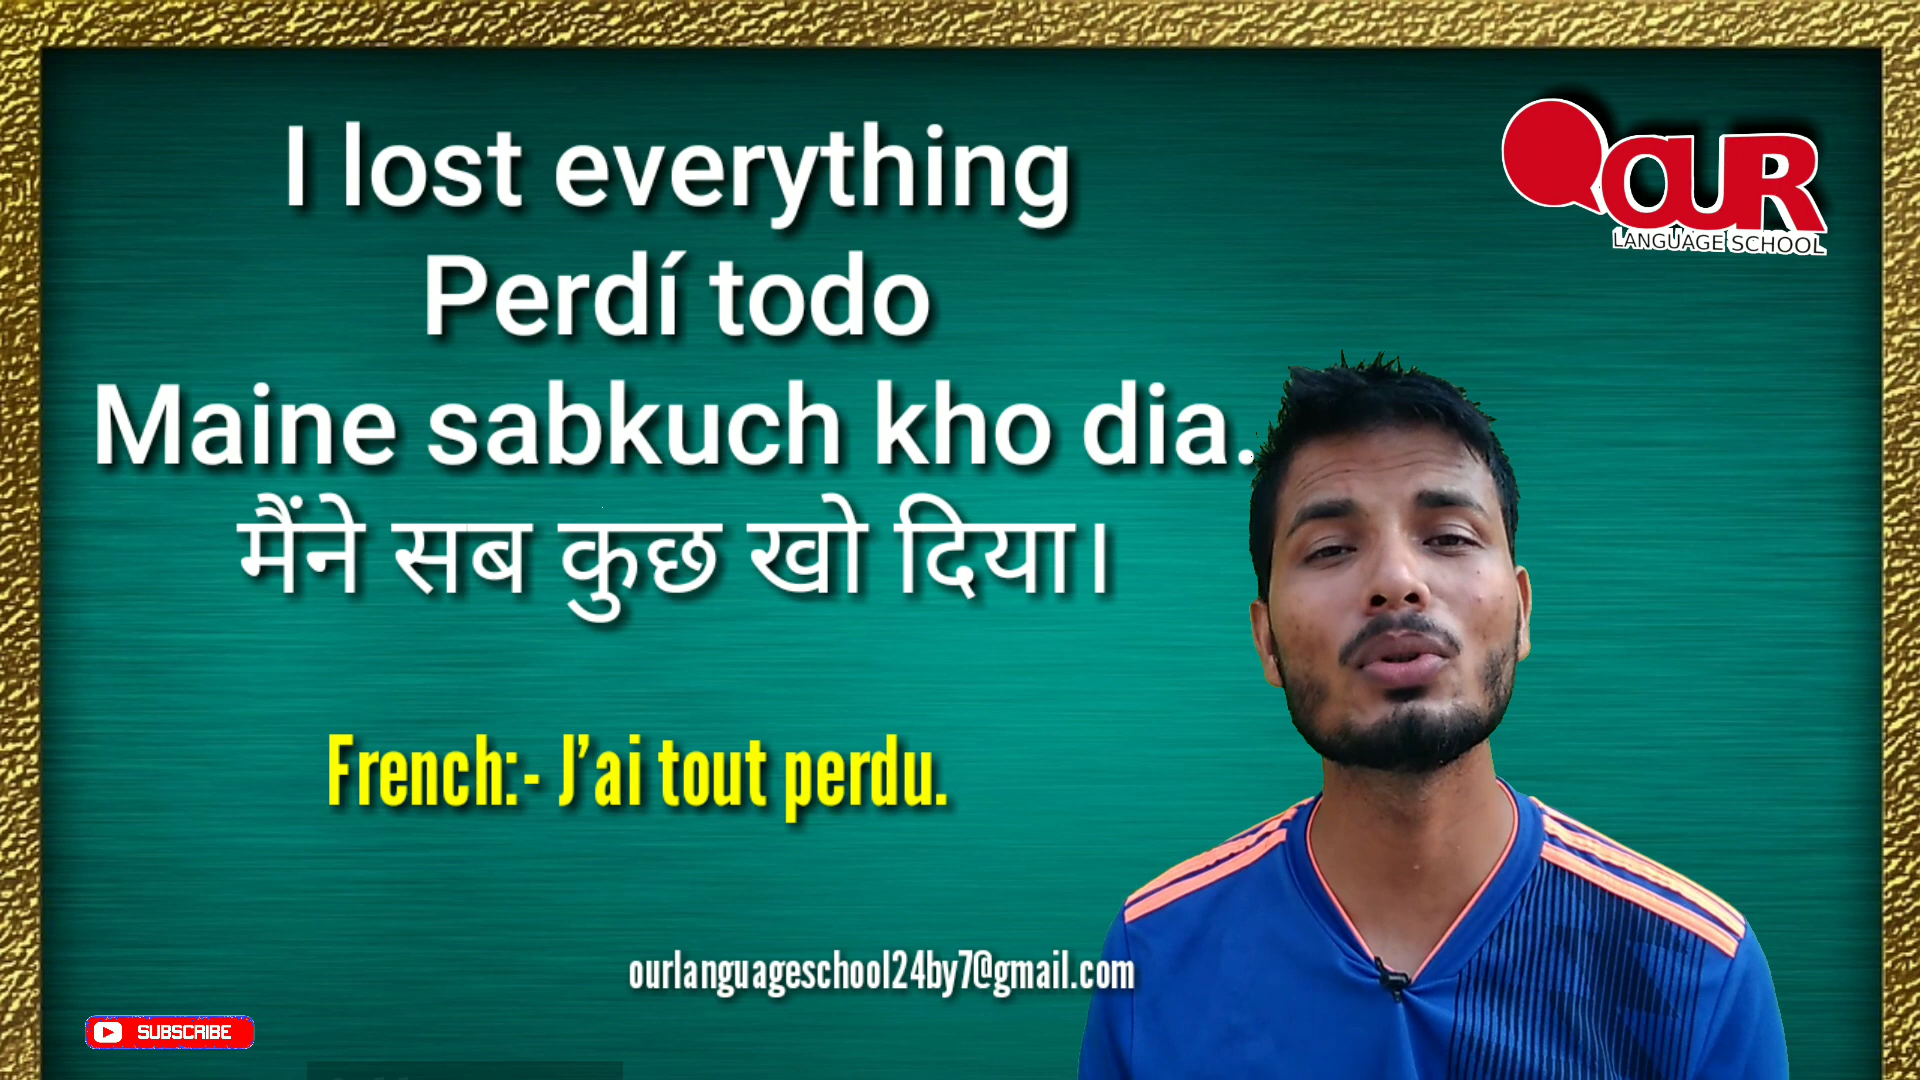 I lost everything
OUR
LANGUAGE SCHOOL
Perdí todo
Maine sabkuch kho dia.
मैंने सब कुछ खो दिया।
French:- J’ai tout perdu.
ourlanguageschool24by7@gmail.com
SUBSCRIBE